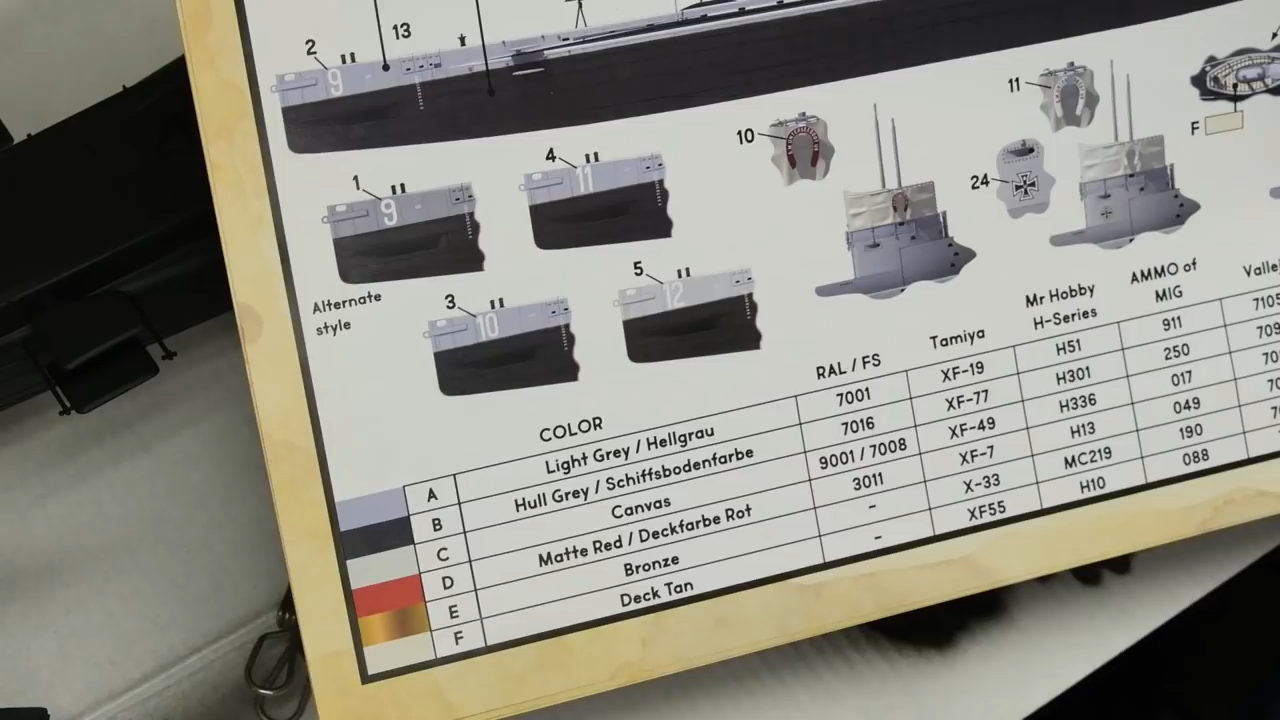 2
13
9
10
11
F
24
4
11
1
9
5
12
3
10
Alternate
style
COLOR
RAL / FS
Tamiya
Mr Hobby
H-Series
AMMO of
MIG
A Light Grey / Hellgrau 7001 XF-19 H51 911
B Hull Grey / Schiffsbodenfarbe 7016 XF-77 H301 250
C Canvas 9001 / 7008 XF-49 H336 017
D Matte Red / Deckfarbe Rot 3011 XF-7 H13 049
E Bronze - X-33 MC219 190
F Deck Tan - XF55 H10 088